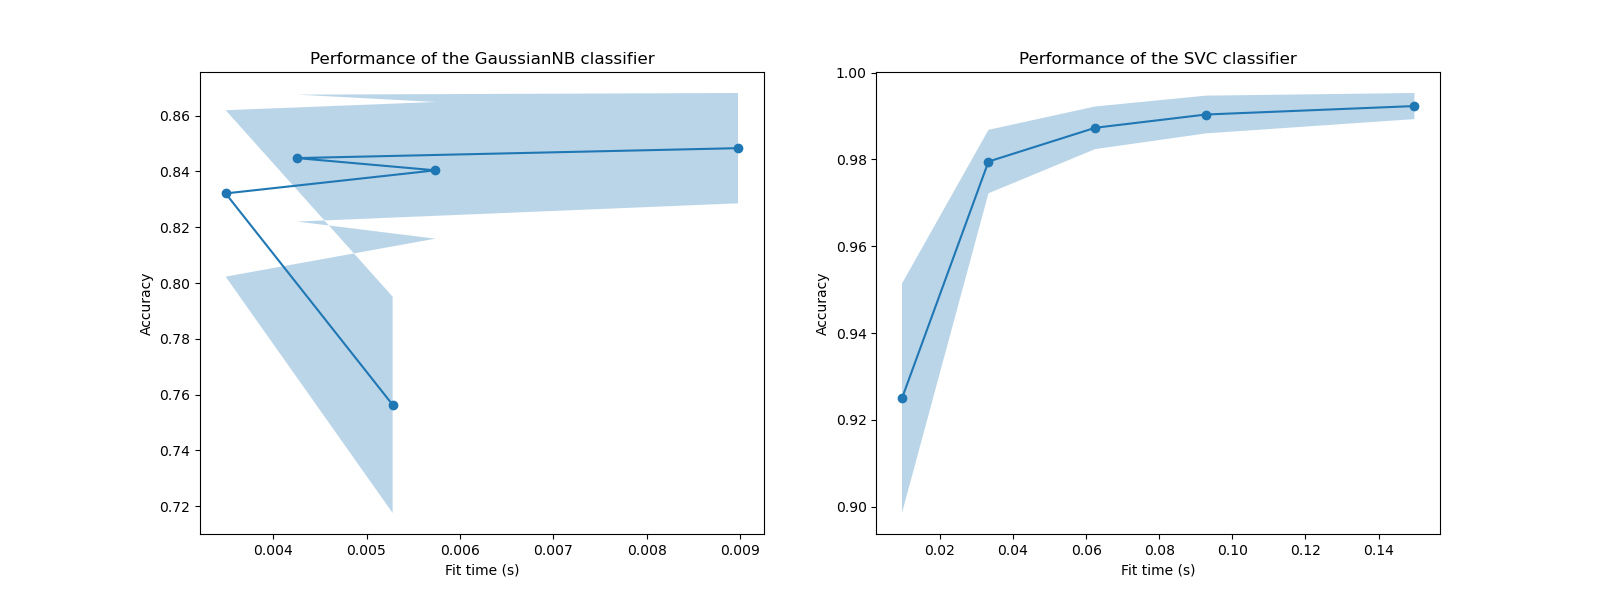 Performance of the GaussianNB classifier
0.86
0.84
0.82
0.80
0.78
0.76
0.74
0.72
Accuracy
0.004 0.005 0.006 0.007 0.008 0.009
Fit time (s)
Performance of the SVC classifier
1.00
0.98
0.96
0.94
0.92
0.90
Accuracy
0.02 0.04 0.06 0.08 0.10 0.12 0.14
Fit time (s)